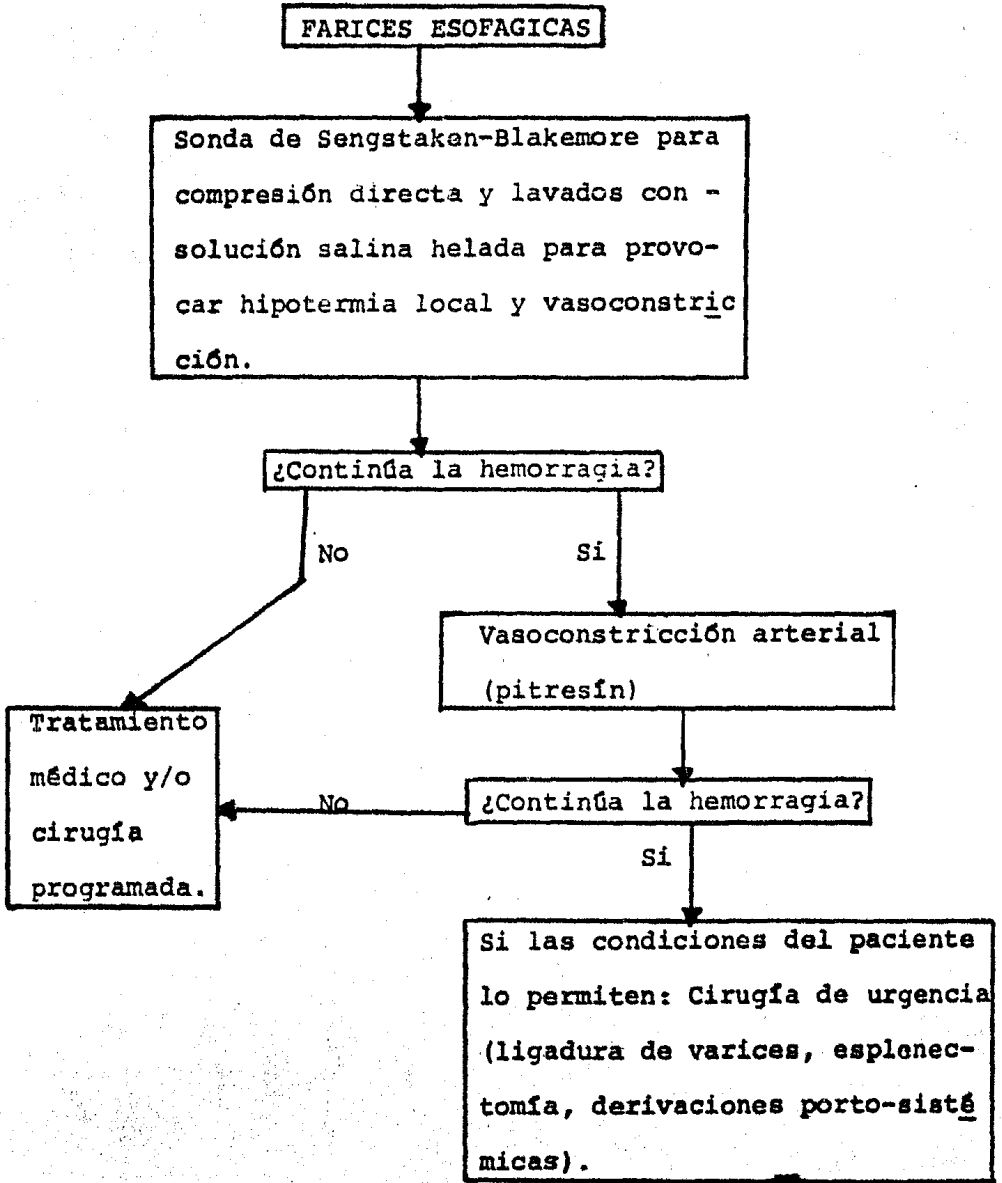 FARICES ESOFAGICAS
Sonda de Sengstaken-Blakemore para
compresión directa y lavados con -
solución salina helada para provo-
car hipotermia local y vasoconstric
ción.
¿Continúa la hemorragia?
No
Sí
Vasoconstricción arterial
(pitresín)
Tratamiento
médico y/o
cirugía
programada.
No
¿Continúa la hemorragia?
Sí
Si las condiciones del paciente
lo permiten: Cirugía de urgencia
(ligadura de varices, esplenec-
tomía, derivaciones porto-sisté
micas).